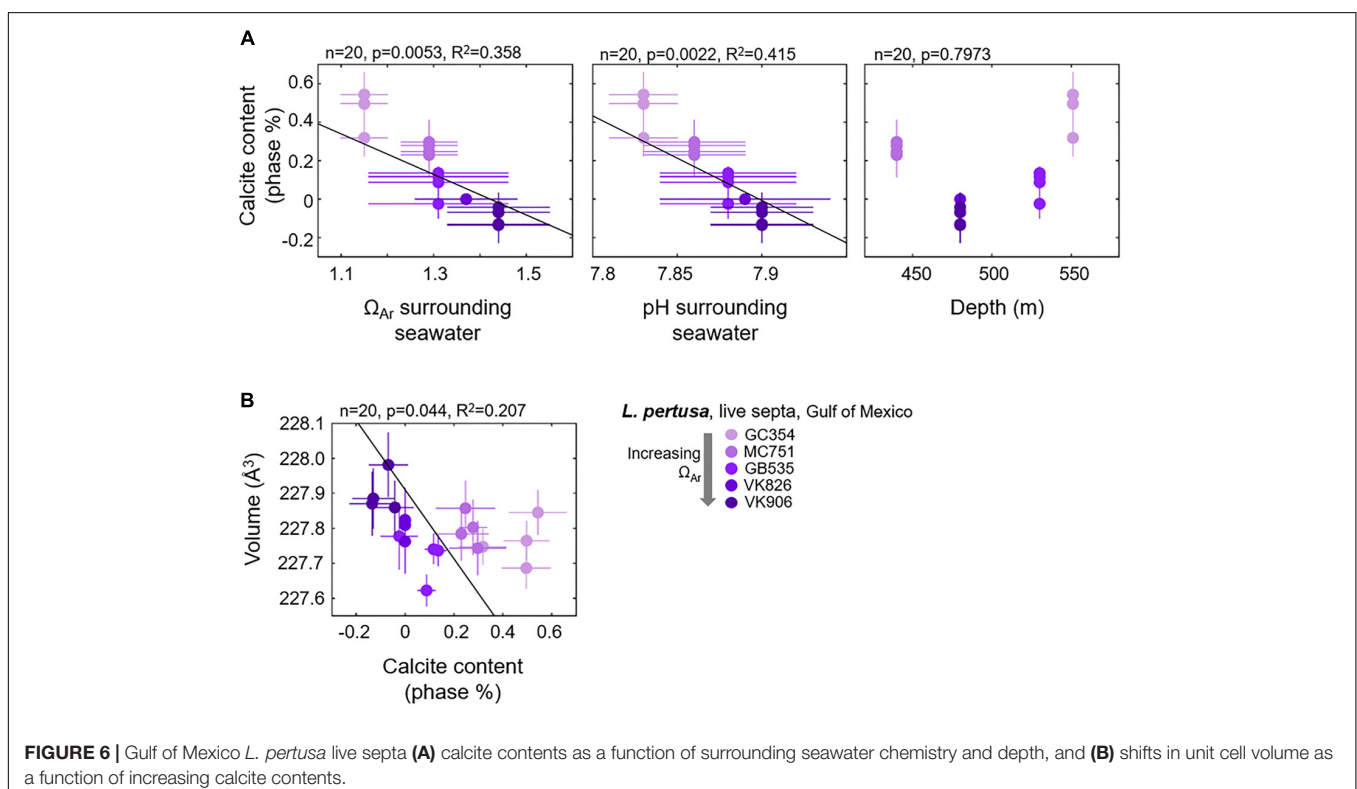 A
n=20, p=0.0053, R²=0.358
n=20, p=0.0022, R²=0.415
n=20, p=0.7973
Calcite content
(phase %)
0.6
0.4
0.2
0
-0.2
1.1 1.3 1.5
7.8 7.85 7.9
450 500 550
Ω_Ar surrounding
seawater
pH surrounding
seawater
Depth (m)
B
n=20, p=0.044, R²=0.207
Volume (Å³)
228.1
228.0
227.9
227.8
227.7
227.6
-0.2 0 0.2 0.4 0.6
Calcite content
(phase %)
L. pertusa, live septa, Gulf of Mexico
Increasing
Ω_Ar
GC354
MC751
GB535
VK826
VK906
FIGURE 6 | Gulf of Mexico L. pertusa live septa (A) calcite contents as a function of surrounding seawater chemistry and depth, and (B) shifts in unit cell volume as
a function of increasing calcite contents.